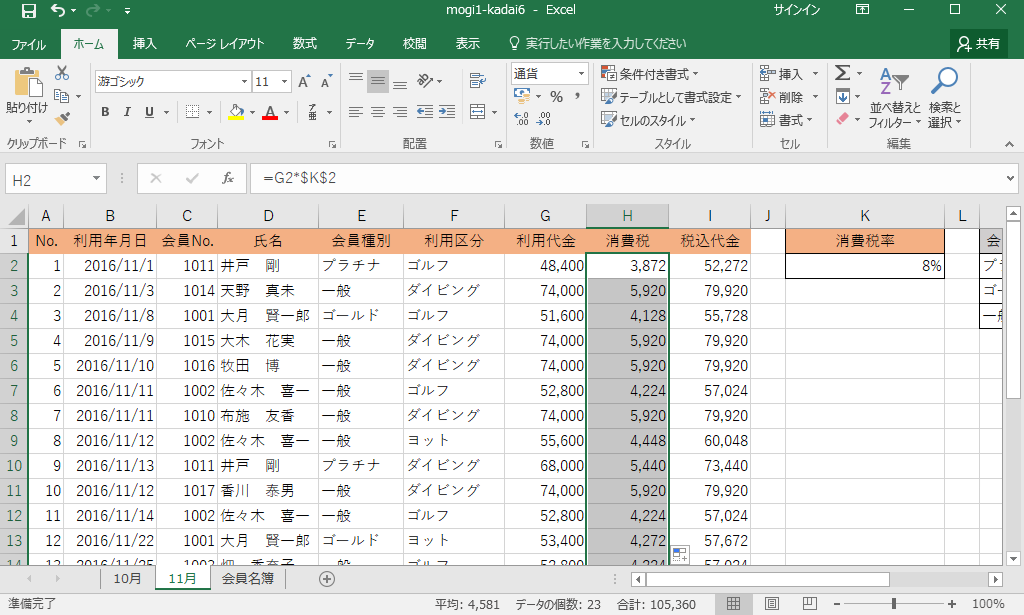 mogi1-kadai6 - Excel サインイン
ファイル ホーム 挿入 ページ レイアウト 数式 データ 校閲 表示 実行したい作業を入力してください 共有
貼り付け 游ゴシック 11 A A 通貨 条件付き書式 挿入 Σ 並べ替えと 検索と
B I U A % , テーブルとして書式設定 削除 フィルター 選択
セルのスタイル 書式
クリップボード フォント 配置 数値 スタイル セル 編集
H2 fx =G2*$K$2
A B C D E F G H I J K L
1 No. 利用年月日 会員No. 氏名 会員種別 利用区分 利用代金 消費税 税込代金 消費税率 会
2 1 2016/11/1 1011 井戸　剛 プラチナ ゴルフ 48,400 3,872 52,272 8%
3 2 2016/11/3 1014 天野　真未 一般 ダイビング 74,000 5,920 79,920 ゴー
4 3 2016/11/8 1001 大月　賢一郎 ゴールド ゴルフ 51,600 4,128 55,728 一般
5 4 2016/11/9 1015 大木　花実 一般 ダイビング 74,000 5,920 79,920
6 5 2016/11/10 1016 牧田　博 一般 ダイビング 74,000 5,920 79,920
7 6 2016/11/11 1002 佐々木　喜一 一般 ゴルフ 52,800 4,224 57,024
8 7 2016/11/11 1010 布施　友香 一般 ダイビング 74,000 5,920 79,920
9 8 2016/11/12 1002 佐々木　喜一 一般 ヨット 55,600 4,448 60,048
10 9 2016/11/13 1011 井戸　剛 プラチナ ダイビング 68,000 5,440 73,440
11 10 2016/11/12 1017 香川　泰男 一般 ダイビング 74,000 5,920 79,920
12 11 2016/11/14 1002 佐々木　喜一 一般 ゴルフ 52,800 4,224 57,024
13 12 2016/11/22 1001 大月　賢一郎 ゴールド ヨット 53,400 4,272 57,672
10月 11月 会員名簿
準備完了 平均: 4,581 データの個数: 23 合計: 105,360 100%